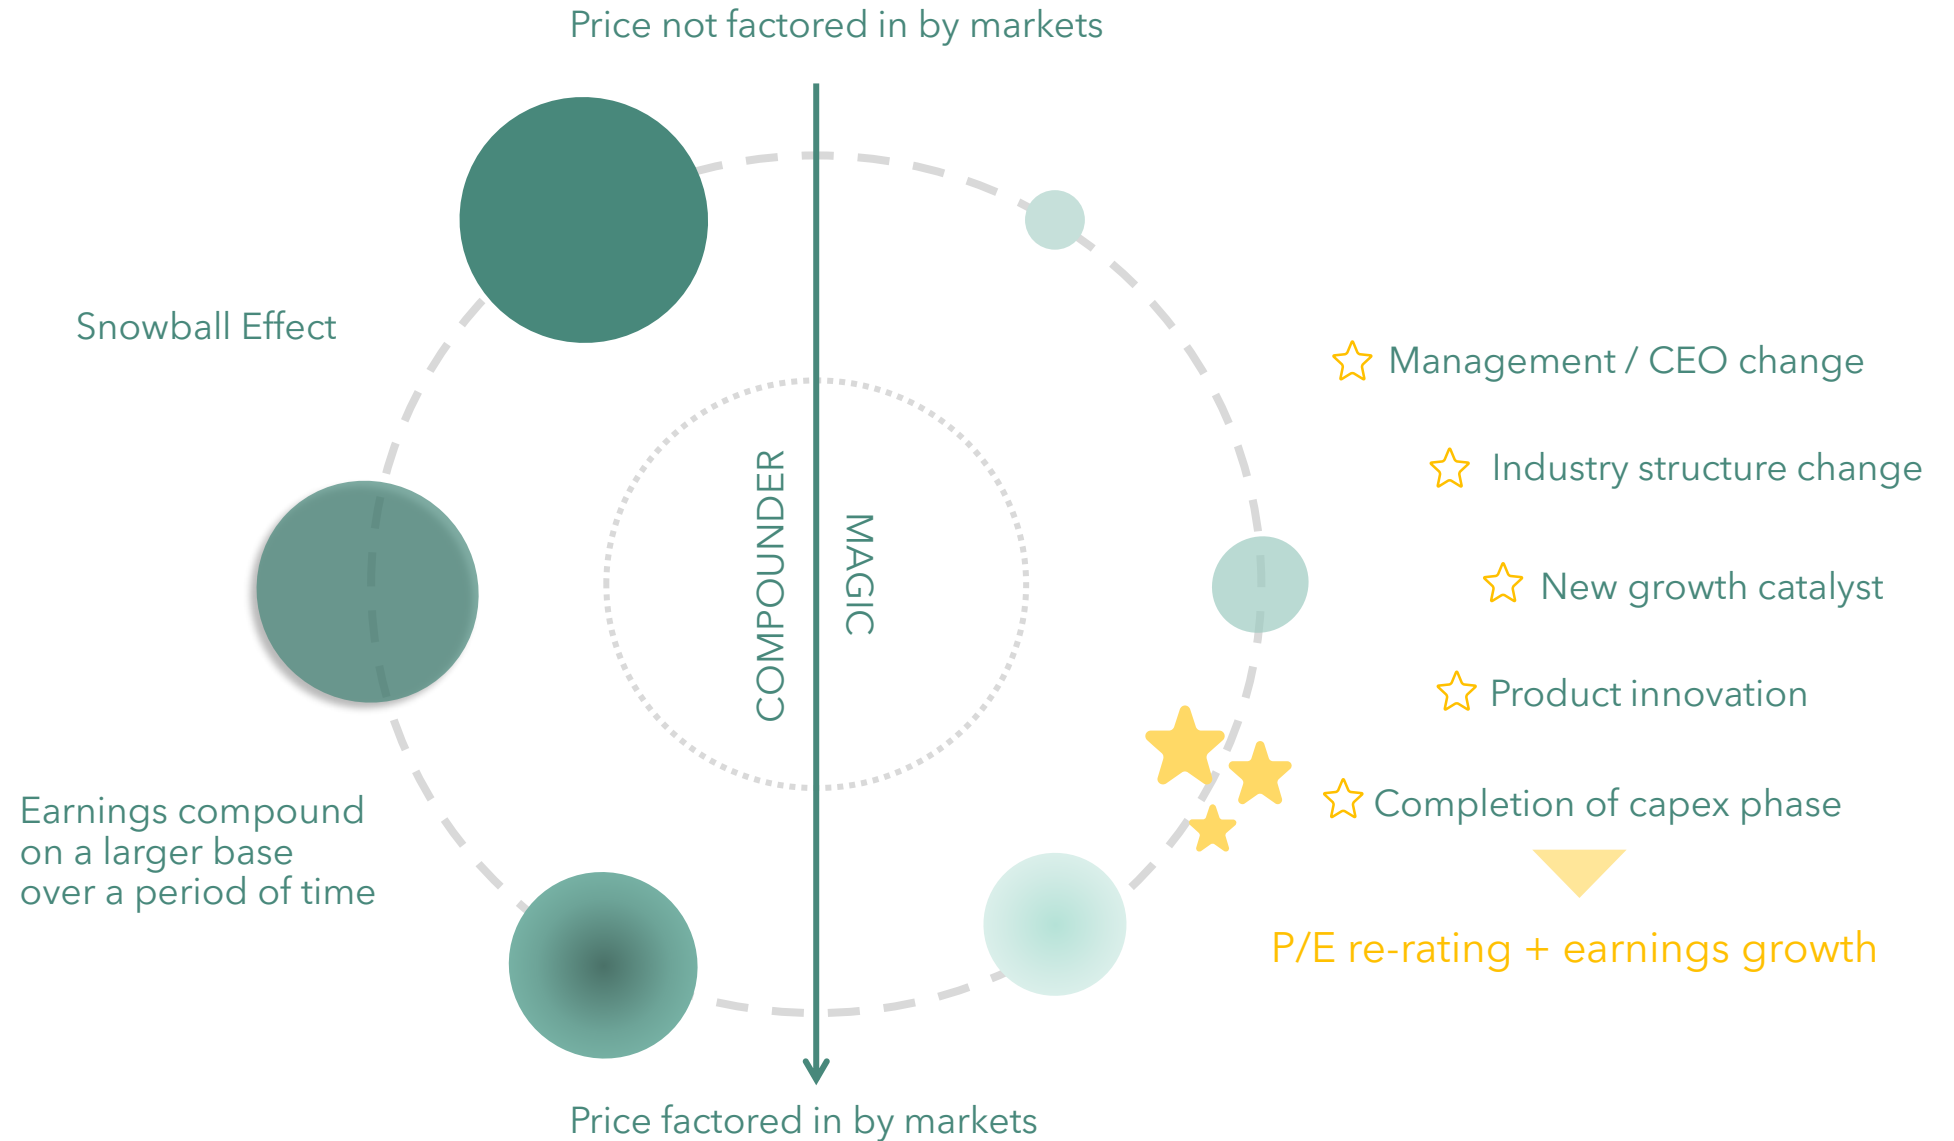 Price not factored in by markets
Snowball Effect
COMPOUNDER
MAGIC
Earnings compound
on a larger base
over a period of time
Management / CEO change
Industry structure change
New growth catalyst
Product innovation
Completion of capex phase
P/E re-rating + earnings growth
Price factored in by markets